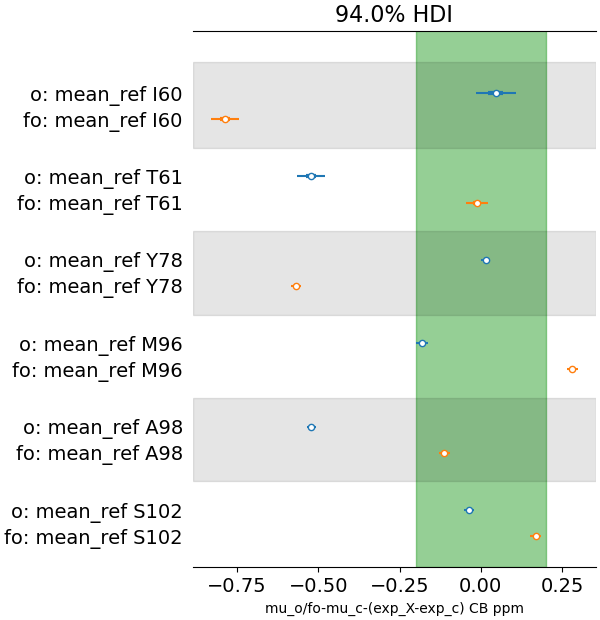 94.0% HDI
o: mean_ref I60
fo: mean_ref I60
o: mean_ref T61
fo: mean_ref T61
o: mean_ref Y78
fo: mean_ref Y78
o: mean_ref M96
fo: mean_ref M96
o: mean_ref A98
fo: mean_ref A98
o: mean_ref S102
fo: mean_ref S102
−0.75 −0.50 −0.25 0.00 0.25
mu_o/fo-mu_c-(exp_X-exp_c) CB ppm